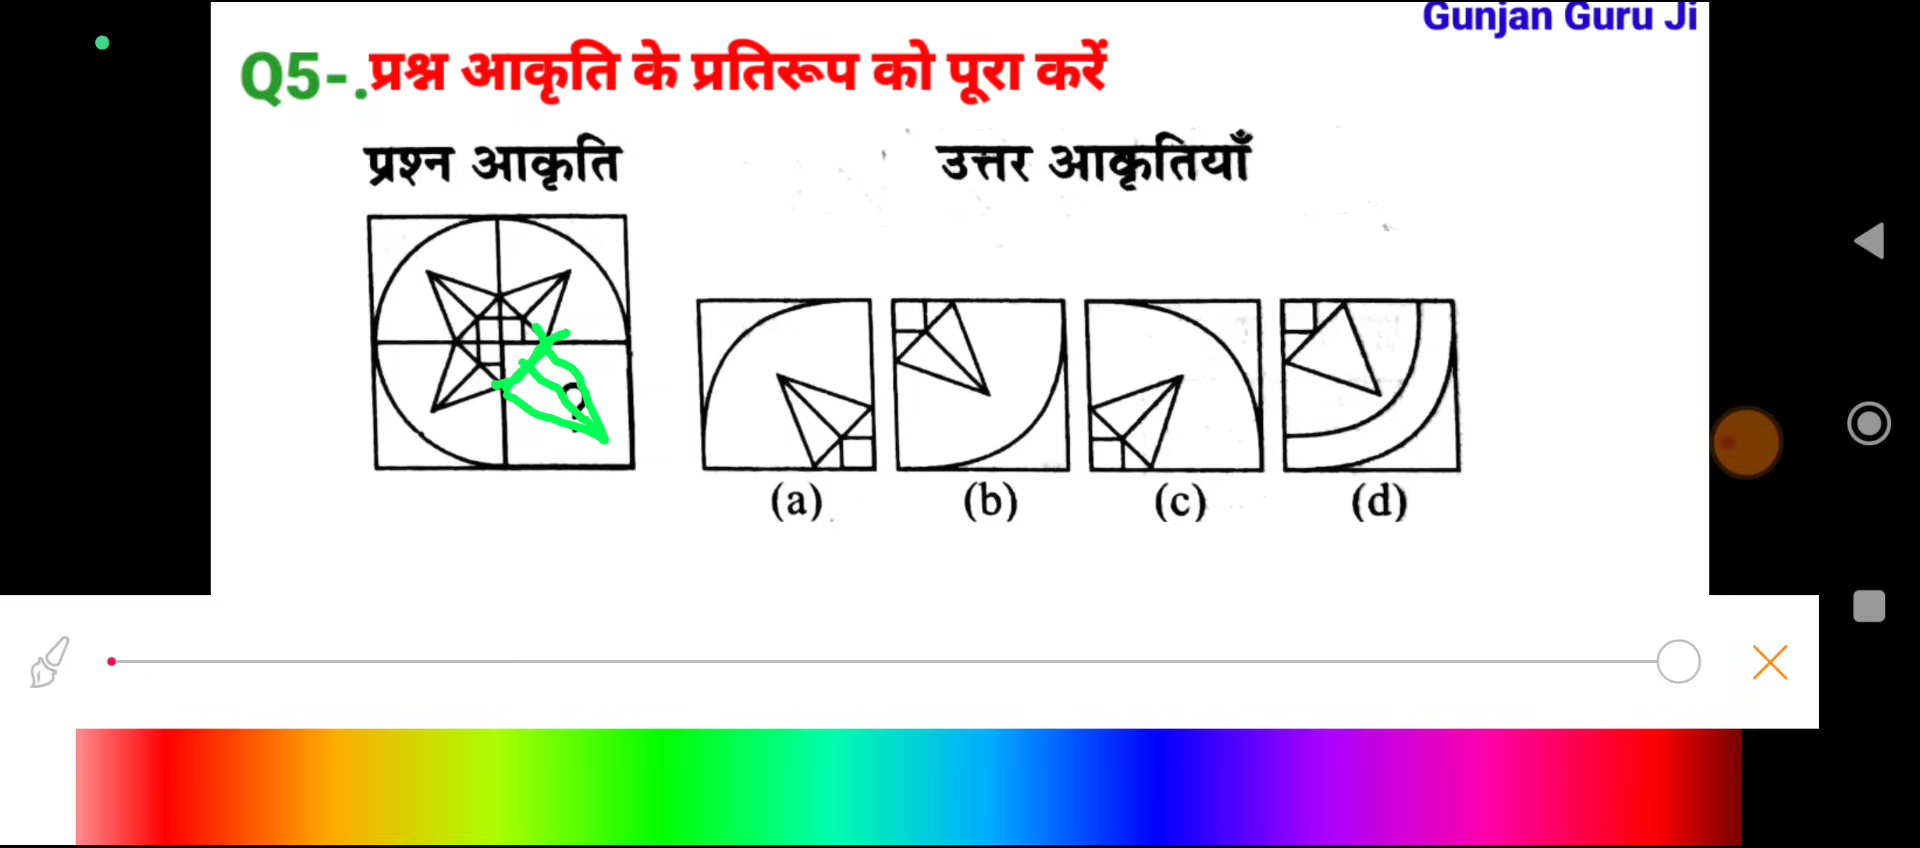 Gunjan Guru Ji
Q5-.प्रश्न आकृति के प्रतिरूप को पूरा करें
प्रश्न आकृति
उत्तर आकृतियाँ
?
(a) (b) (c) (d)